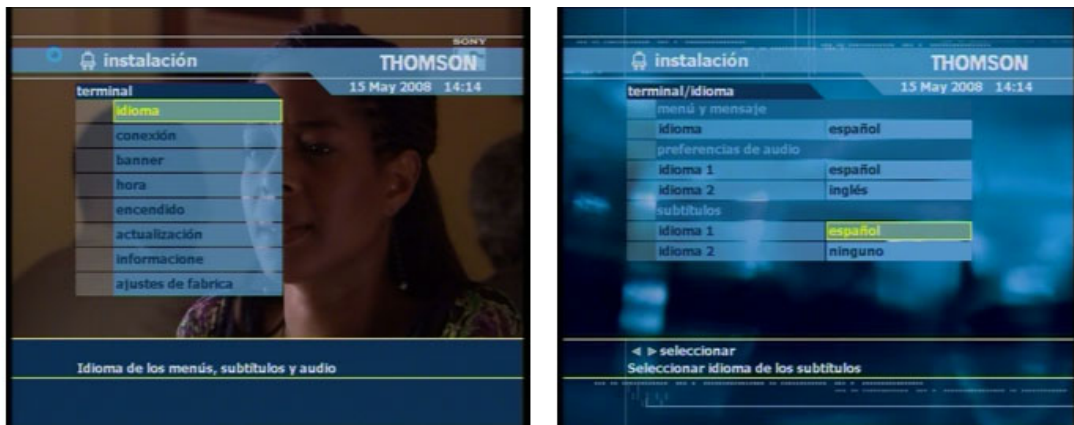 SONY
instalación
THOMSON
terminal
15 May 2008 14:14
idioma
conexión
banner
hora
encendido
actualización
informacione
ajustes de fabrica
Idioma de los menús, subtítulos y audio
instalación
THOMSON
terminal/idioma
15 May 2008 14:14
menú y mensaje
idioma español
preferencias de audio
idioma 1 español
idioma 2 inglés
subtítulos
idioma 1 español
idioma 2 ninguno
seleccionar
Seleccionar idioma de los subtítulos